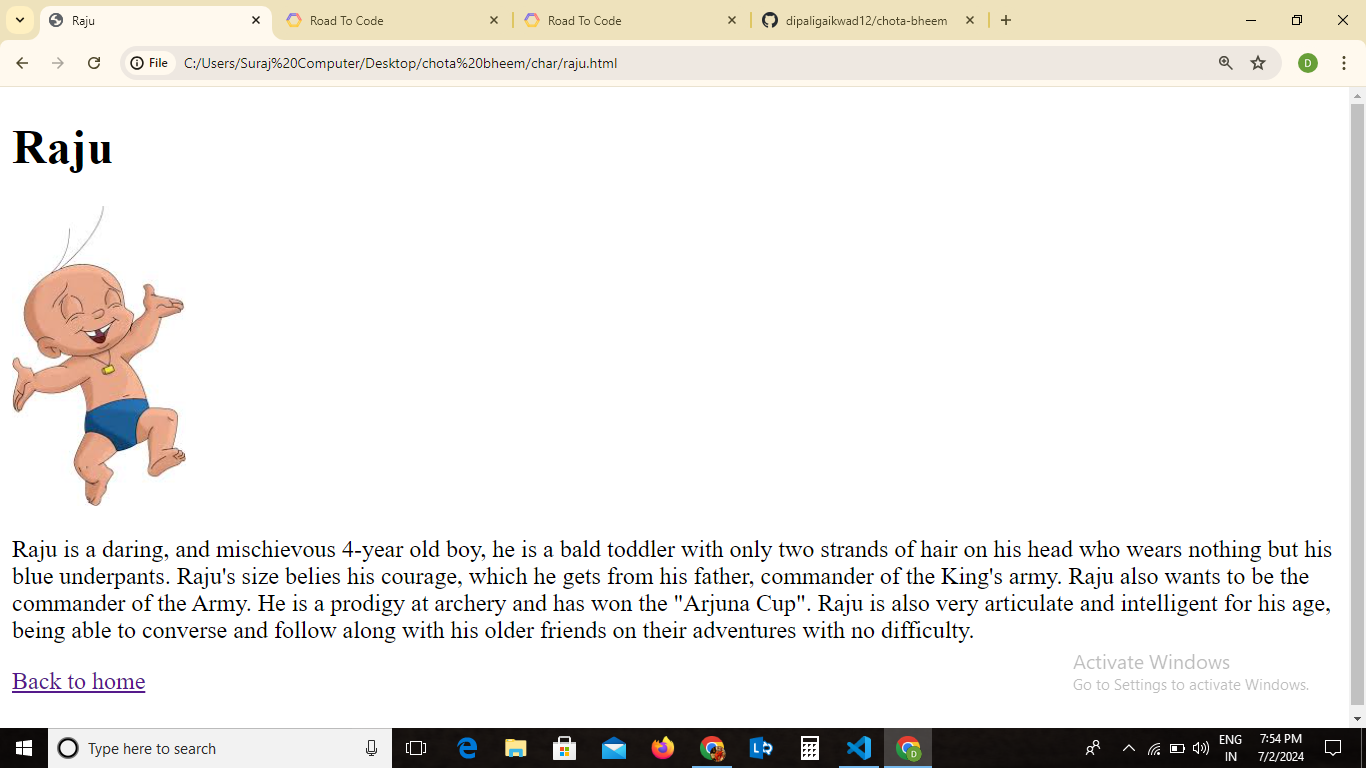 Raju
Road To Code
Road To Code
dipaligaikwad12/chota-bheem
File
C:/Users/Suraj%20Computer/Desktop/chota%20bheem/char/raju.html
D
Raju
Raju is a daring, and mischievous 4-year old boy, he is a bald toddler with only two strands of hair on his head who wears nothing but his
blue underpants. Raju's size belies his courage, which he gets from his father, commander of the King's army. Raju also wants to be the
commander of the Army. He is a prodigy at archery and has won the "Arjuna Cup". Raju is also very articulate and intelligent for his age,
being able to converse and follow along with his older friends on their adventures with no difficulty.
Back to home
Activate Windows
Go to Settings to activate Windows.
Type here to search
D
ENG
IN
7:54 PM
7/2/2024